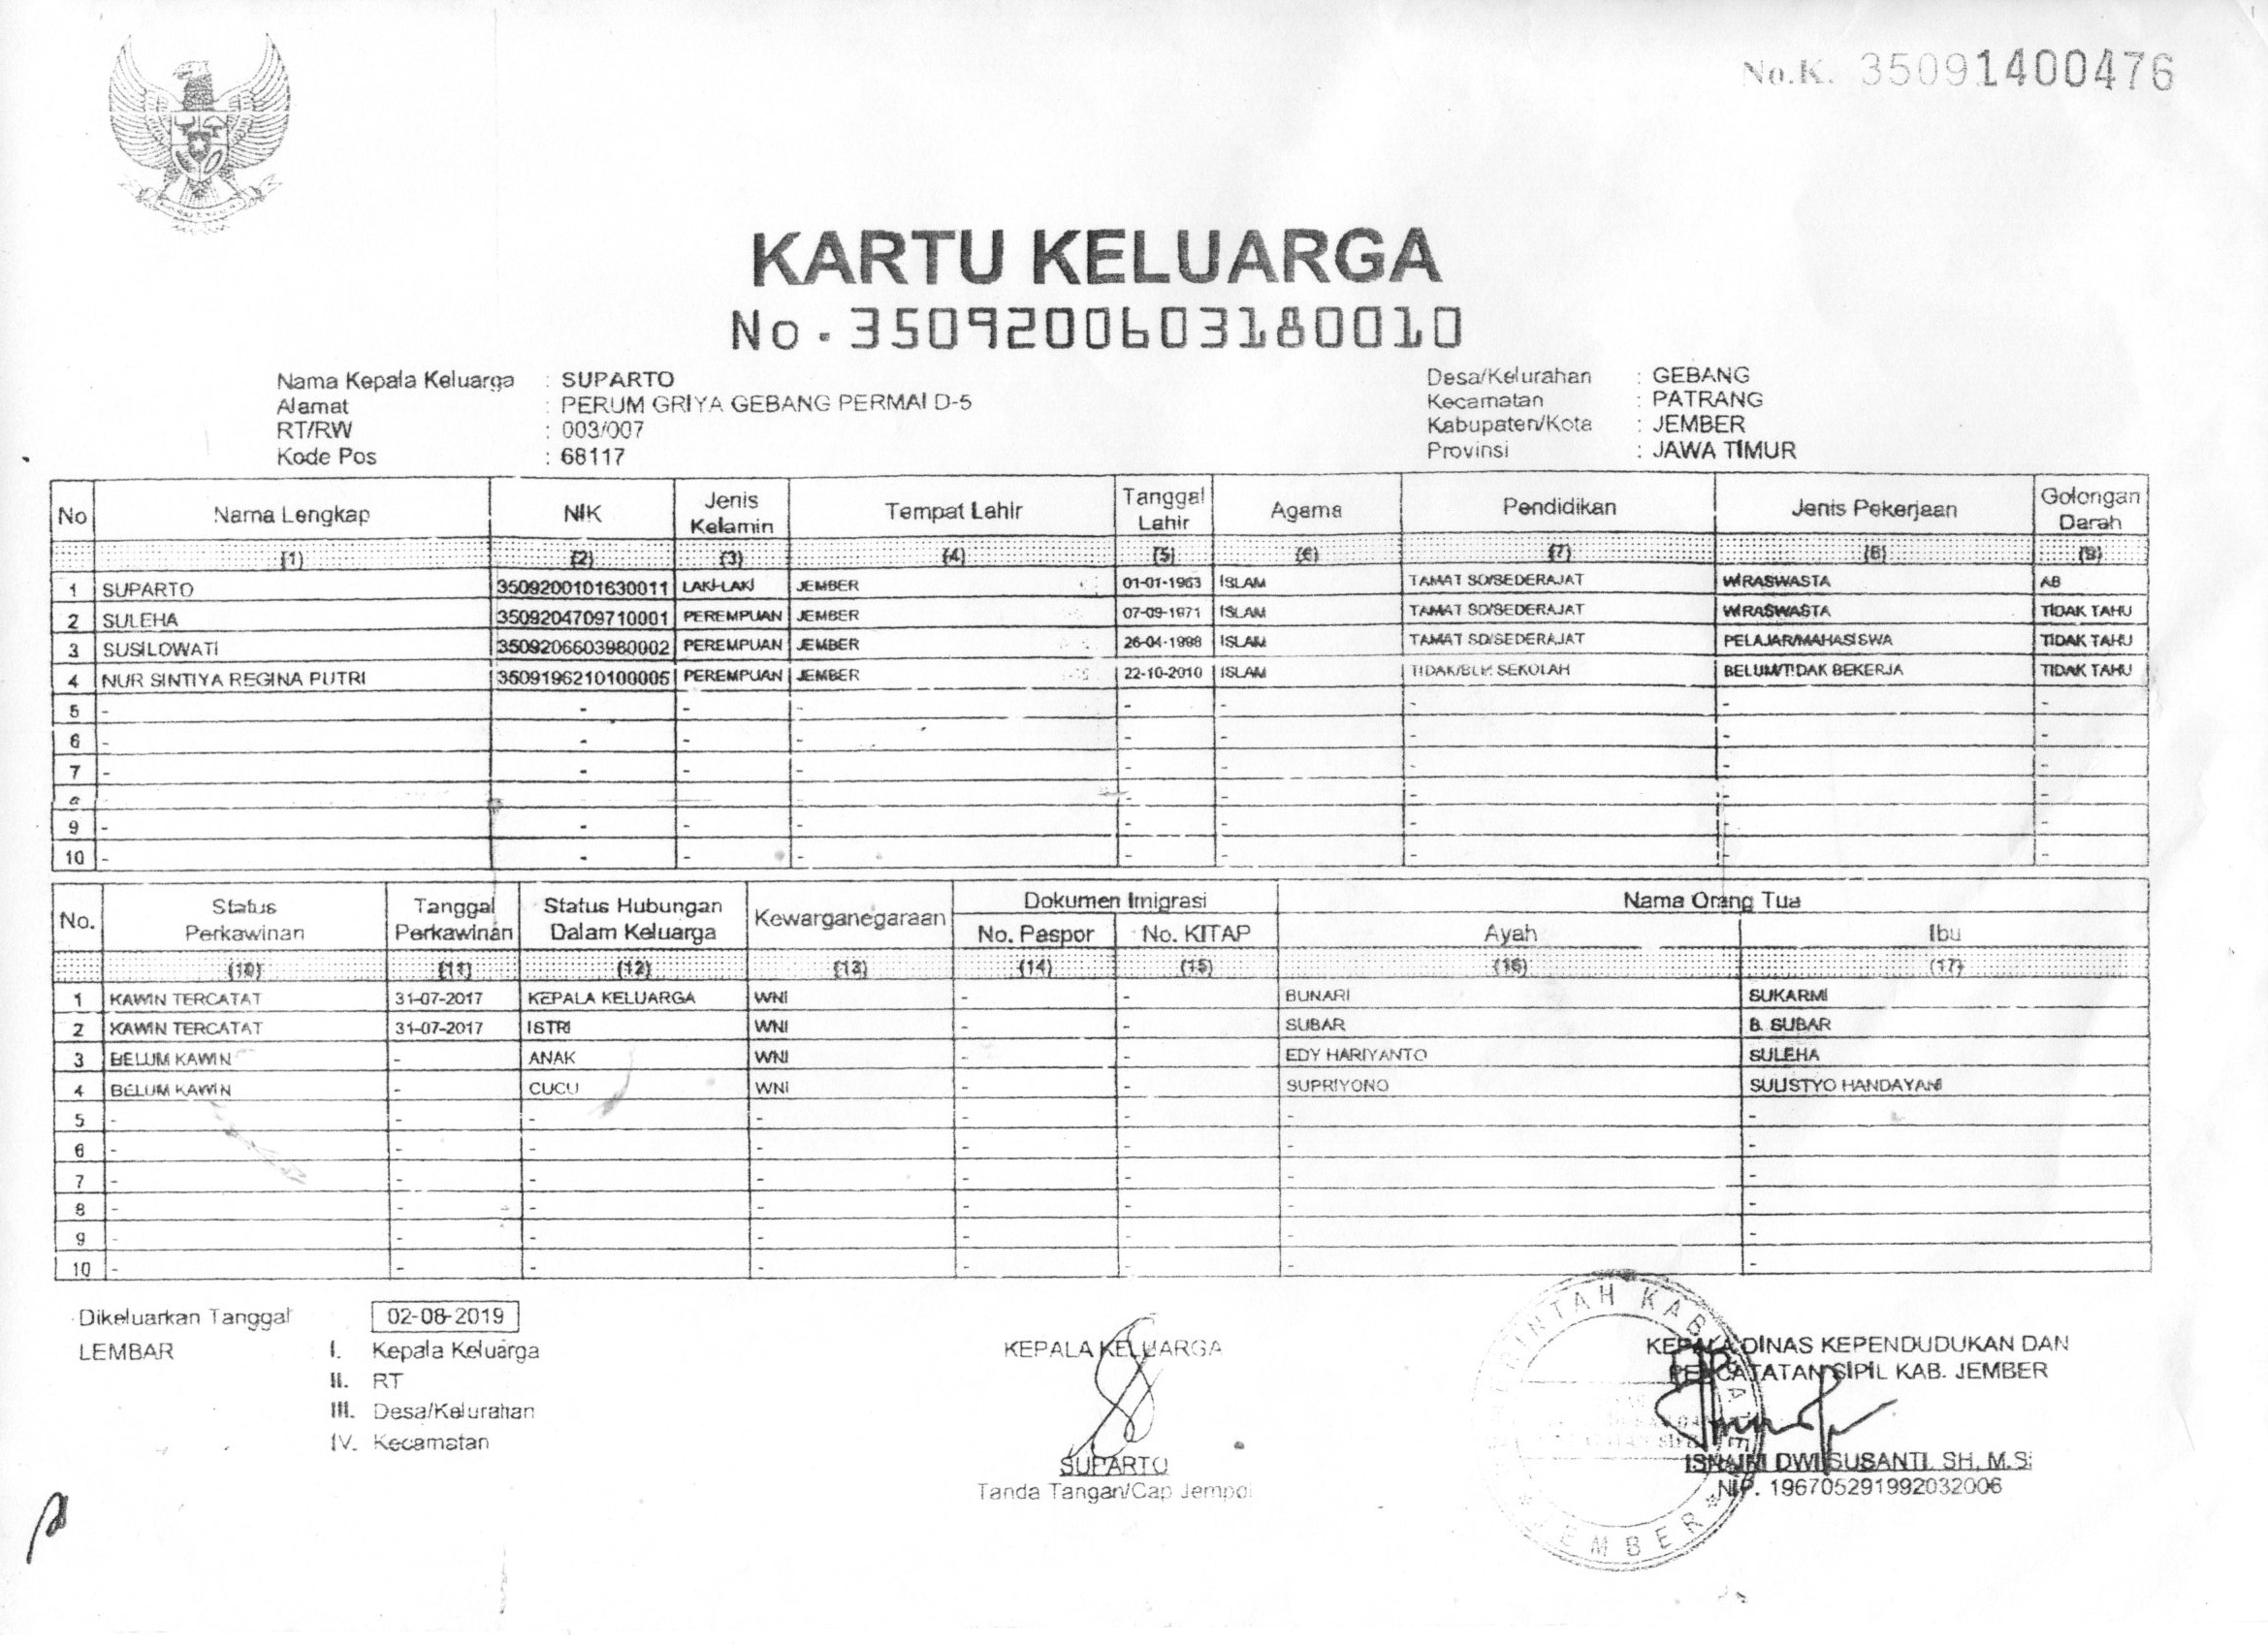 No.K. 35091400476
KARTU KELUARGA
No. 3509200603180010
Nama Kepala Keluarga : SUPARTO
Alamat : PERUM GRIYA GEBANG PERMAI D-5
RT/RW : 003/007
Kode Pos : 68117
Desa/Kelurahan : GEBANG
Kecamatan : PATRANG
Kabupaten/Kota : JEMBER
Provinsi : JAWA TIMUR
No Nama Lengkap NIK Jenis Kelamin Tempat Lahir Tanggal Lahir Agama Pendidikan Jenis Pekerjaan Golongan Darah
(1) (2) (3) (4) (5) (6) (7) (8) (9)
1 SUPARTO 3509200101630011 LAKI-LAKI JEMBER 01-01-1963 ISLAM TAMAT SD/SEDERAJAT WIRASWASTA AB
2 SULEHA 3509204709710001 PEREMPUAN JEMBER 07-09-1971 ISLAM TAMAT SD/SEDERAJAT WIRASWASTA TIDAK TAHU
3 SUSILOWATI 3509206603980002 PEREMPUAN JEMBER 26-04-1998 ISLAM TAMAT SD/SEDERAJAT PELAJAR/MAHASISWA TIDAK TAHU
4 NUR SINTIYA REGINA PUTRI 3509196210100005 PEREMPUAN JEMBER 22-10-2010 ISLAM TIDAK/BLM SEKOLAH BELUM/TIDAK BEKERJA TIDAK TAHU
5 - - - - - - - - -
6 - - - - - - - - -
7 - - - - - - - - -
8 - - - - -
9 - - - - - - - - -
10 - - - - - - - - -
No. Status Perkawinan Tanggal Perkawinan Status Hubungan Dalam Keluarga Kewarganegaraan Dokumen Imigrasi Nama Orang Tua
No. Paspor No. KITAP Ayah Ibu
(10) (11) (12) (13) (14) (15) (16) (17)
1 KAWIN TERCATAT 31-07-2017 KEPALA KELUARGA WNI - - BUNARI SUKARMI
2 KAWIN TERCATAT 31-07-2017 ISTRI WNI - - SUBAR B. SUBAR
3 BELUM KAWIN - ANAK WNI - - EDY HARIYANTO SULEHA
4 BELUM KAWIN - CUCU WNI - - SUPRIYONO SULISTYO HANDAYANI
5 - - - - - - - -
6 - - - - - - - -
7 - - - - - - - -
8 - - - - - - - -
9 - - - - - - - -
10 - - - - - - - -
Dikeluarkan Tanggal 02-08-2019
LEMBAR I. Kepala Keluarga
II. RT
III. Desa/Kelurahan
IV. Kecamatan
KEPALA KELUARGA
SUPARTO
Tanda Tangan/Cap Jempol
KEPALA DINAS KEPENDUDUKAN DAN
PENCATATAN SIPIL KAB. JEMBER
ISNAINI DWI SUSANTI, SH, M.Si
NIP. 196705291992032006
JEMBER